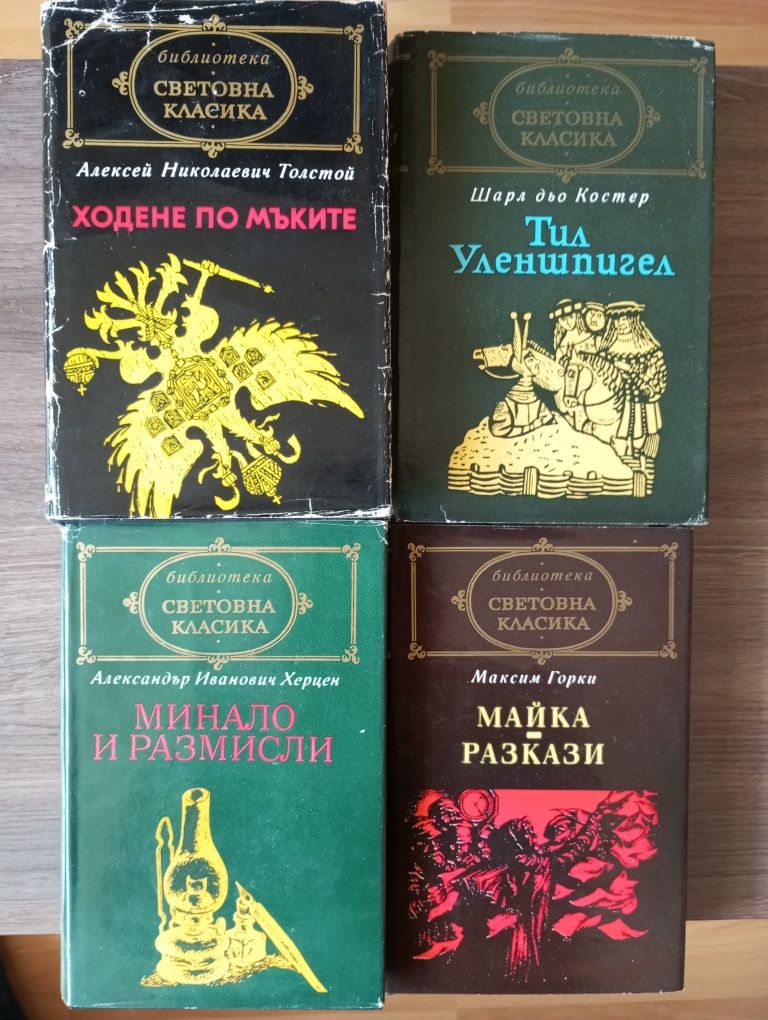 библиотека
СВЕТОВНА
КЛАСИКА
Алексей Николаевич Толстой
ХОДЕНЕ ПО МЪКИТЕ
библиотека
СВЕТОВНА
КЛАСИКА
Шарл дьо Костер
Тил
Уленшпигел
библиотека
СВЕТОВНА
КЛАСИКА
Александър Иванович Херцен
МИНАЛО
И РАЗМИСЛИ
библиотека
СВЕТОВНА
КЛАСИКА
Максим Горки
МАЙКА
-
РАЗКАЗИ